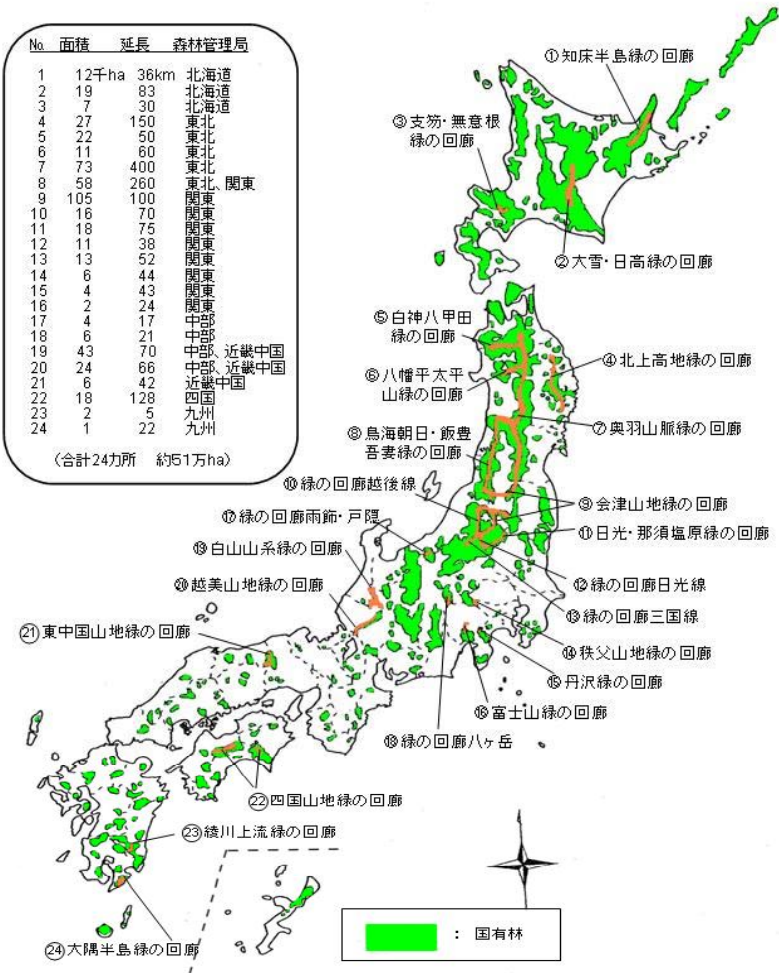 No. 面積 延長 森林管理局
1 12千ha 36km 北海道
2 19 83 北海道
3 7 30 北海道
4 27 150 東北
5 22 50 東北
6 11 60 東北
7 73 400 東北
8 58 260 東北、関東
9 105 100 関東
10 16 70 関東
11 18 75 関東
12 11 38 関東
13 13 52 関東
14 6 44 関東
15 4 43 関東
16 2 24 関東
17 4 17 中部
18 6 21 中部
19 43 70 中部、近畿中国
20 24 66 中部、近畿中国
21 6 42 近畿中国
22 18 128 四国
23 2 5 九州
24 1 22 九州
(合計24カ所 約51万ha)
①知床半島緑の回廊
③支笏・無意根
緑の回廊
②大雪・日高緑の回廊
⑤白神八甲田
緑の回廊
④北上高地緑の回廊
⑥八幡平太平
山緑の回廊
⑦奥羽山脈緑の回廊
⑧鳥海朝日・飯豊
吾妻緑の回廊
⑩緑の回廊越後線
⑨会津山地緑の回廊
⑰緑の回廊雨飾・戸隠
⑪日光・那須塩原緑の回廊
⑲白山山系緑の回廊
⑫緑の回廊日光線
⑳越美山地緑の回廊
⑬緑の回廊三国線
㉑東中国山地緑の回廊
⑭秩父山地緑の回廊
⑮丹沢緑の回廊
⑯富士山緑の回廊
⑱緑の回廊八ヶ岳
㉒四国山地緑の回廊
㉓綾川上流緑の回廊
㉔大隅半島緑の回廊
：国有林